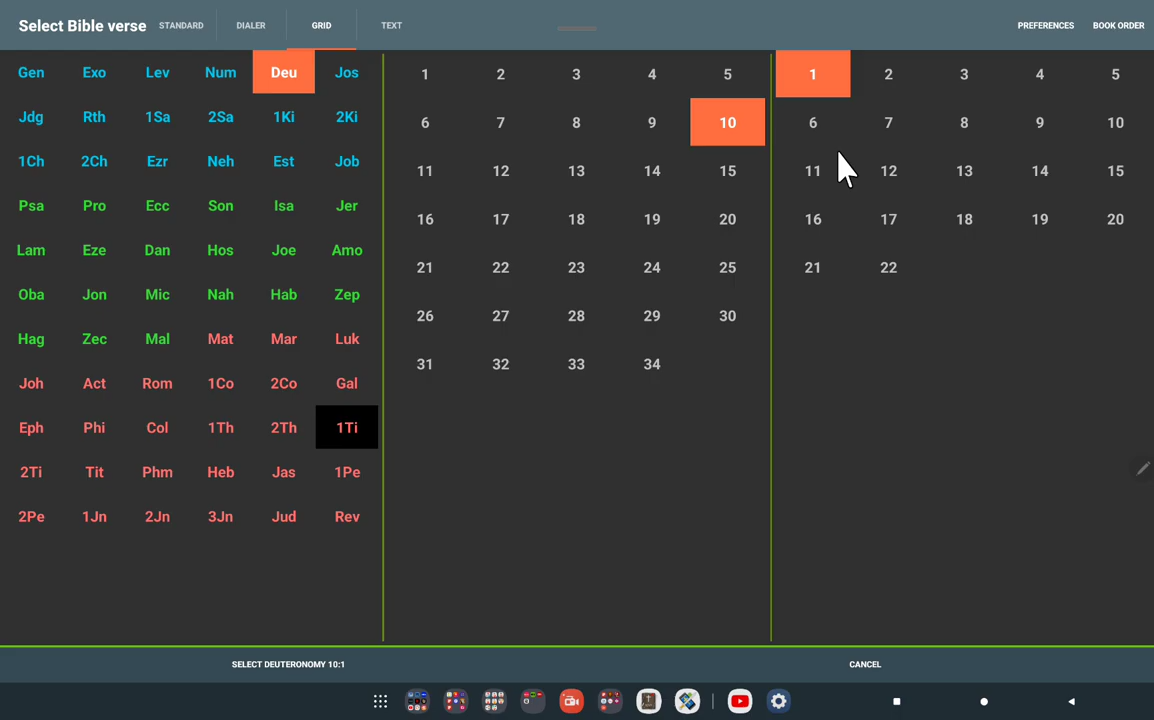 Select Bible verse STANDARD DIALER GRID TEXT PREFERENCES BOOK ORDER
Gen Exo Lev Num Deu Jos
Jdg Rth 1Sa 2Sa 1Ki 2Ki
1Ch 2Ch Ezr Neh Est Job
Psa Pro Ecc Son Isa Jer
Lam Eze Dan Hos Joe Amo
Oba Jon Mic Nah Hab Zep
Hag Zec Mal Mat Mar Luk
Joh Act Rom 1Co 2Co Gal
Eph Phi Col 1Th 2Th 1Ti
2Ti Tit Phm Heb Jas 1Pe
2Pe 1Jn 2Jn 3Jn Jud Rev
1 2 3 4 5
6 7 8 9 10
11 12 13 14 15
16 17 18 19 20
21 22 23 24 25
26 27 28 29 30
31 32 33 34
1 2 3 4 5
6 7 8 9 10
11 12 13 14 15
16 17 18 19 20
21 22
SELECT DEUTERONOMY 10:1 CANCEL